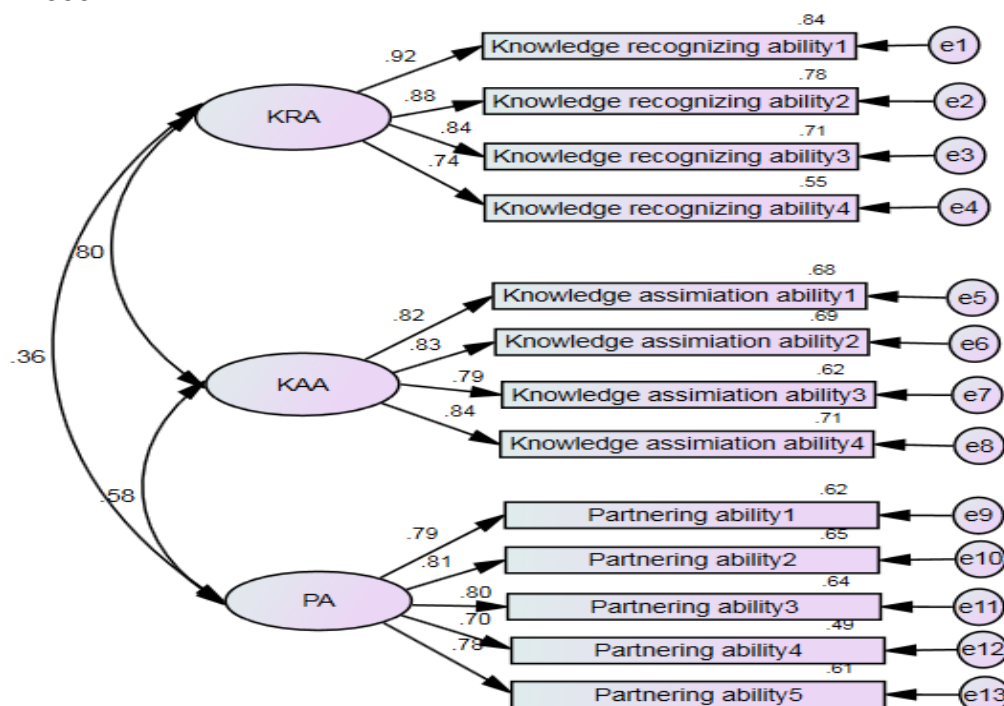 .84
.92
Knowledge recognizing ability1
e1
.78
.88
Knowledge recognizing ability2
e2
KRA
.84
.71
Knowledge recognizing ability3
e3
.74
.55
Knowledge recognizing ability4
e4
.80
.68
Knowledge assimiation ability1
e5
.82
.69
Knowledge assimiation ability2
e6
.83
KAA
.79
.62
Knowledge assimiation ability3
e7
.84
.71
Knowledge assimiation ability4
e8
.36
.58
.62
Partnering ability1
e9
.79
.65
Partnering ability2
e10
.81
PA
.80
.64
Partnering ability3
e11
.70
.49
Partnering ability4
e12
.78
.61
Partnering ability5
e13